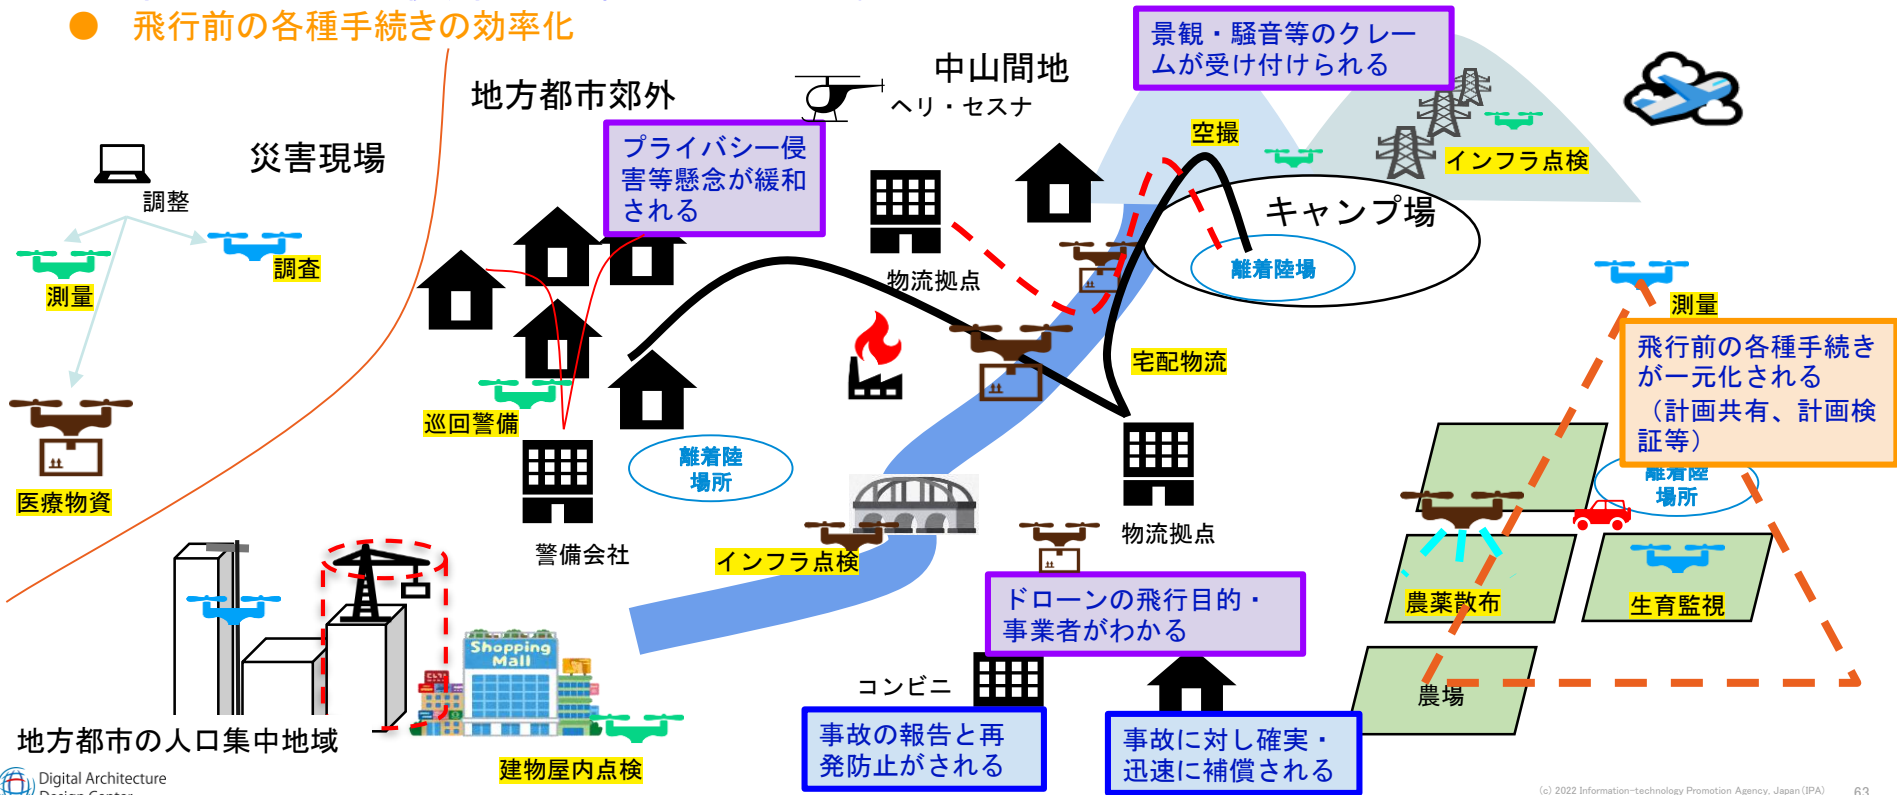 ● 飛行前の各種手続きの効率化
地方都市郊外
中山間地
ヘリ・セスナ
景観・騒音等のクレー
ムが受け付けられる
災害現場
調整
測量
調査
医療物資
プライバシー侵
害等懸念が緩和
される
物流拠点
空撮
インフラ点検
キャンプ場
離着陸場
測量
飛行前の各種手続き
が一元化される
（計画共有、計画検
証等）
宅配物流
巡回警備
離着陸
場所
警備会社
インフラ点検
物流拠点
離着陸
場所
農薬散布
生育監視
農場
ドローンの飛行目的・
事業者がわかる
Shopping
Mall
コンビニ
地方都市の人口集中地域
建物屋内点検
事故の報告と再
発防止がされる
事故に対し確実・
迅速に補償される
Digital Architecture
Design Center
(c) 2022 Information-technology Promotion Agency, Japan(IPA)
63